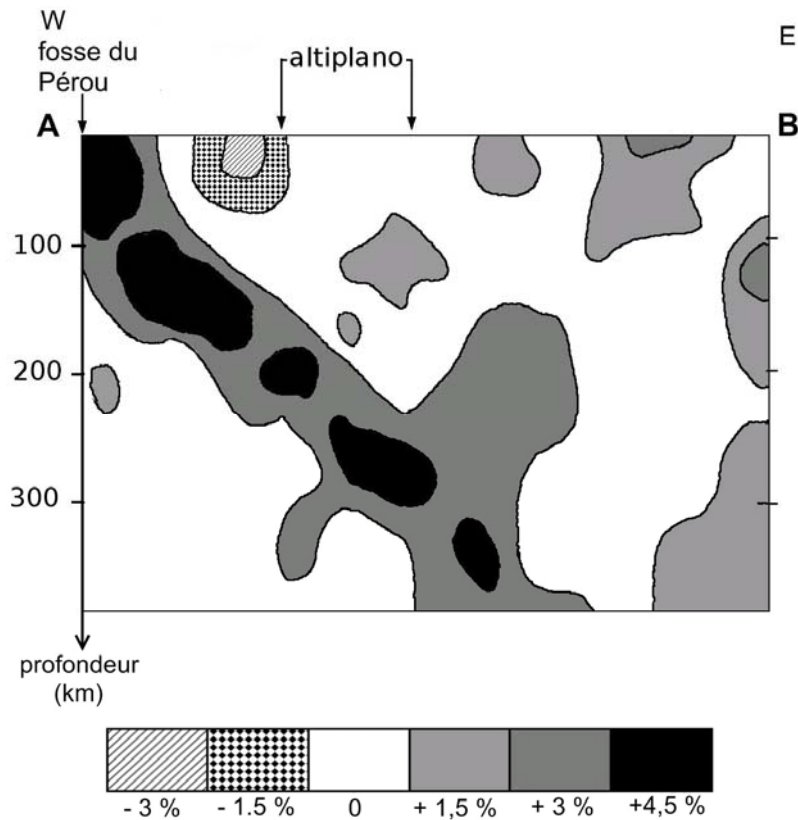 W
fosse du
Pérou
altiplano
E
A
B
100
200
300
profondeur
(km)
- 3 %
- 1.5 %
0
+ 1,5 %
+ 3 %
+4,5 %